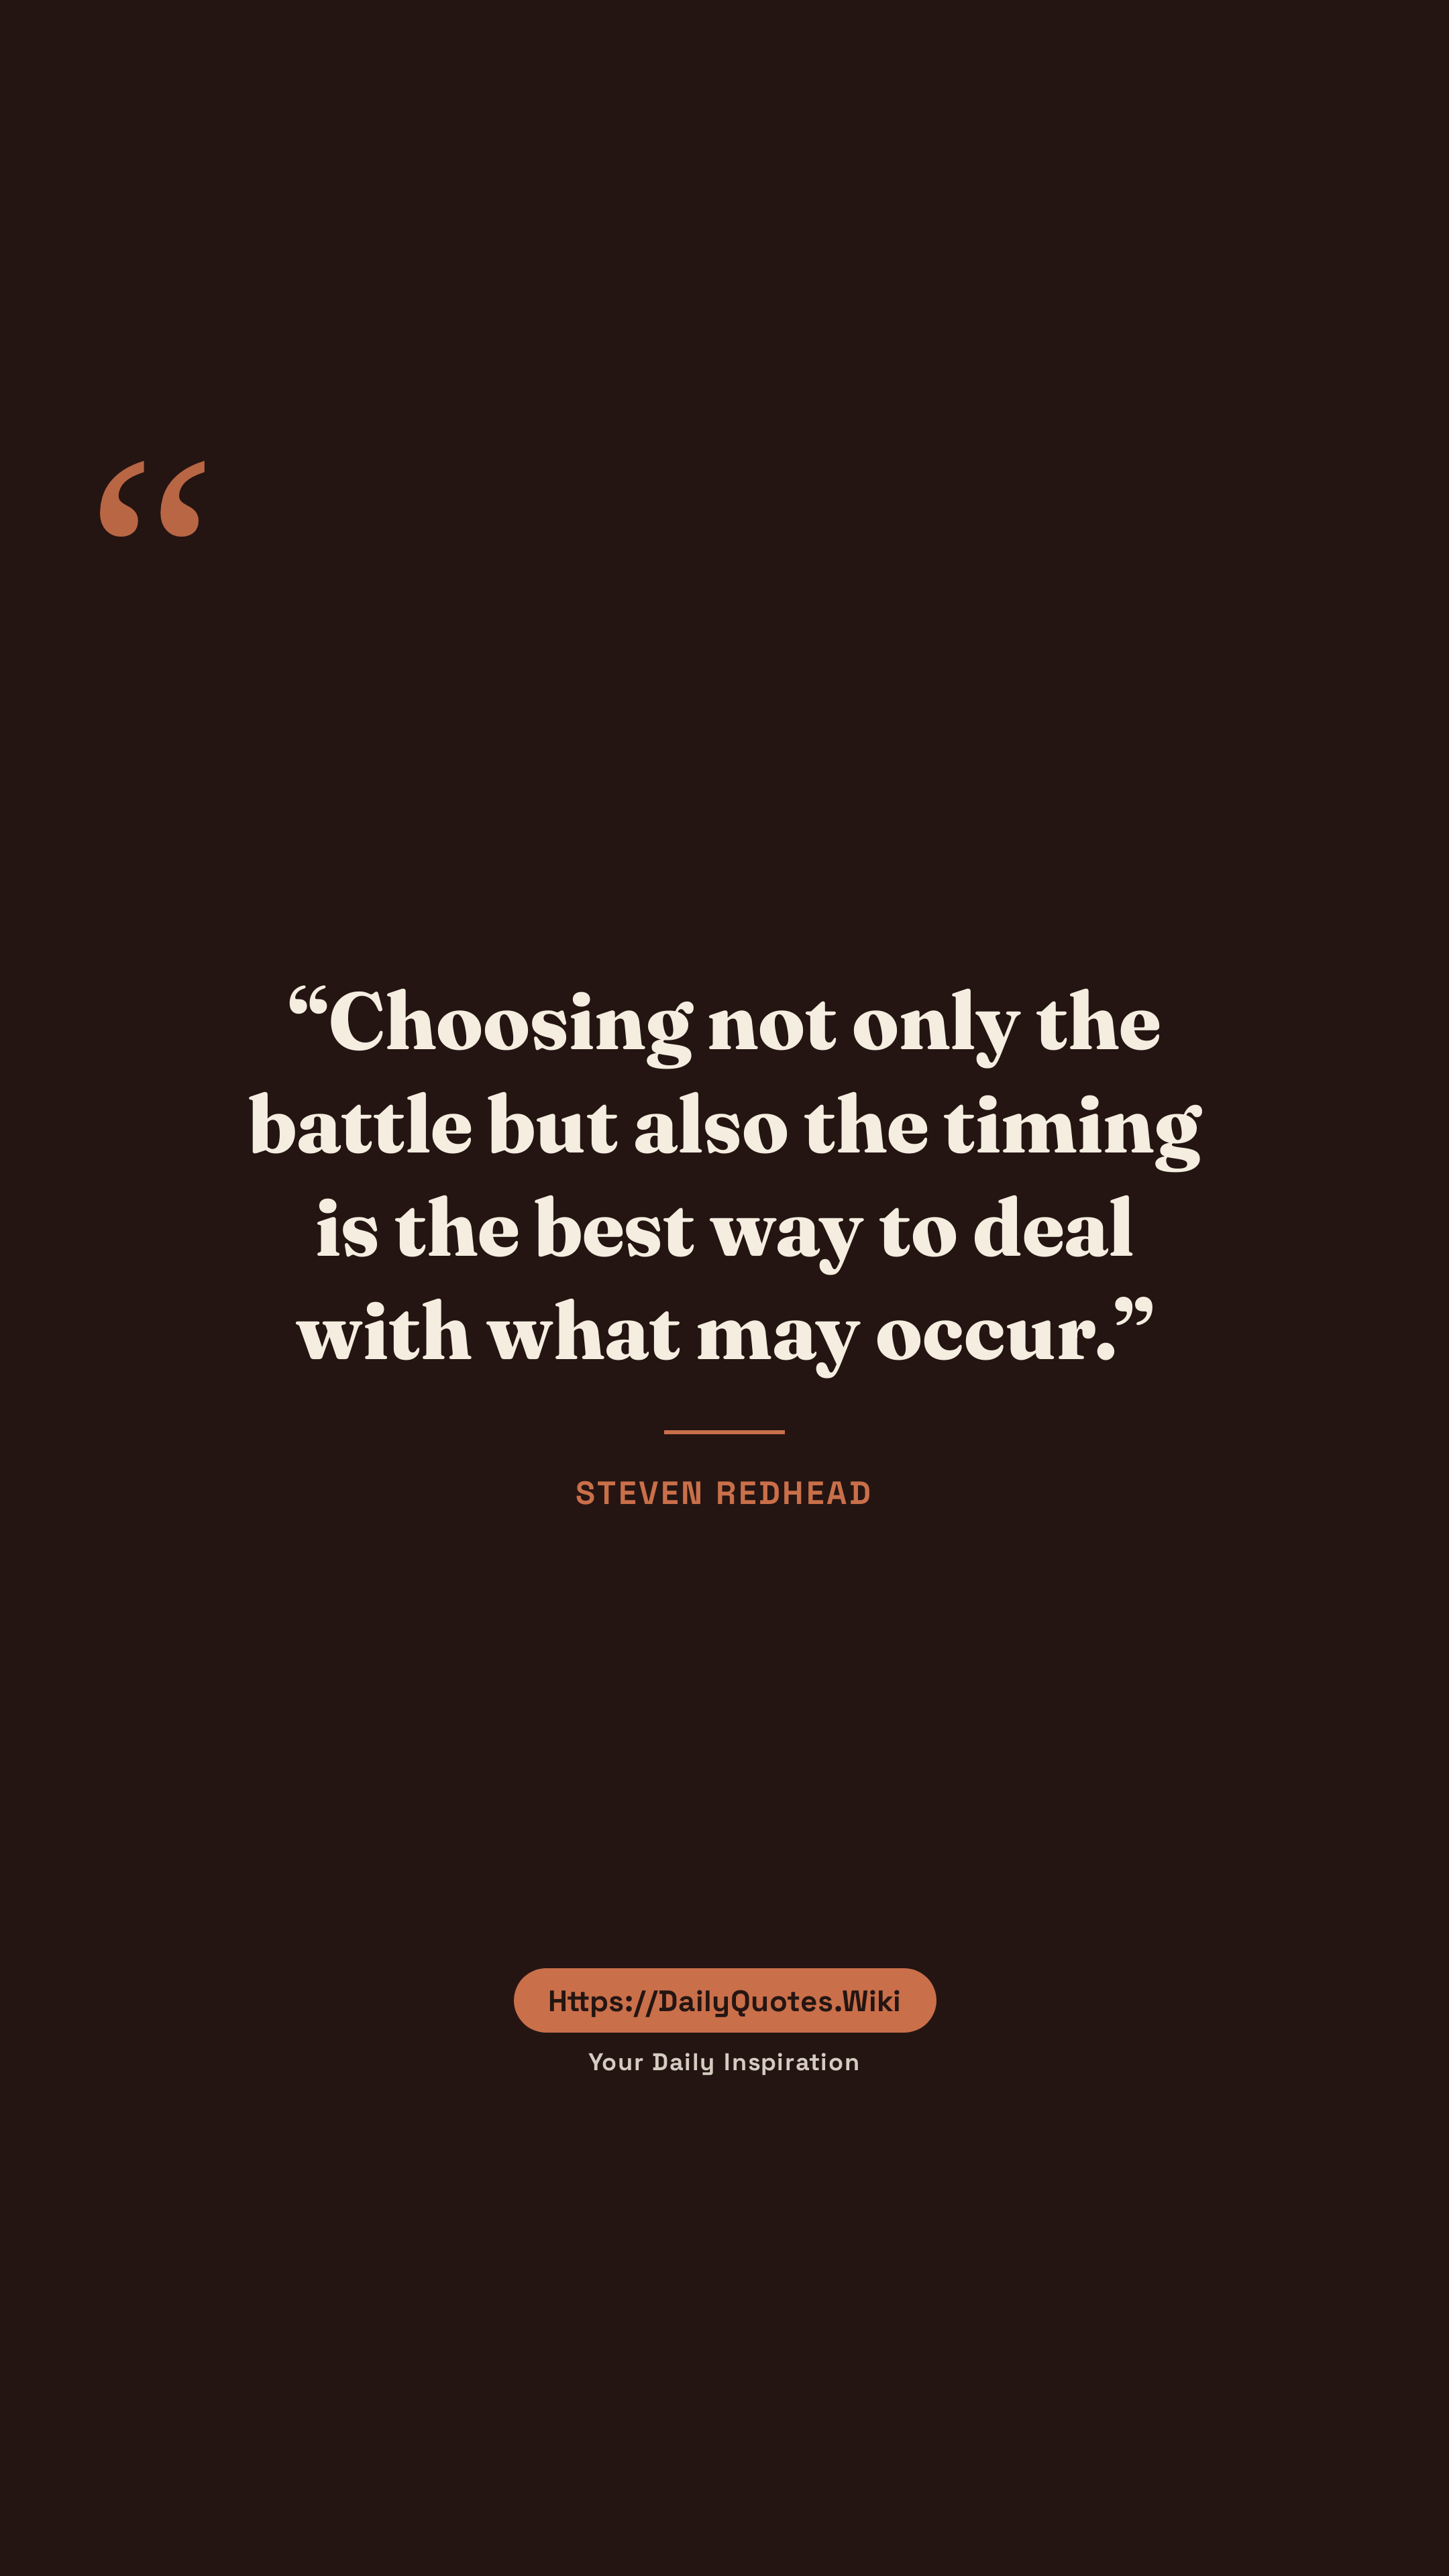 “
“Choosing not only the
battle but also the timing
is the best way to deal
with what may occur.”
STEVEN REDHEAD
Https://DailyQuotes.Wiki
Your Daily Inspiration